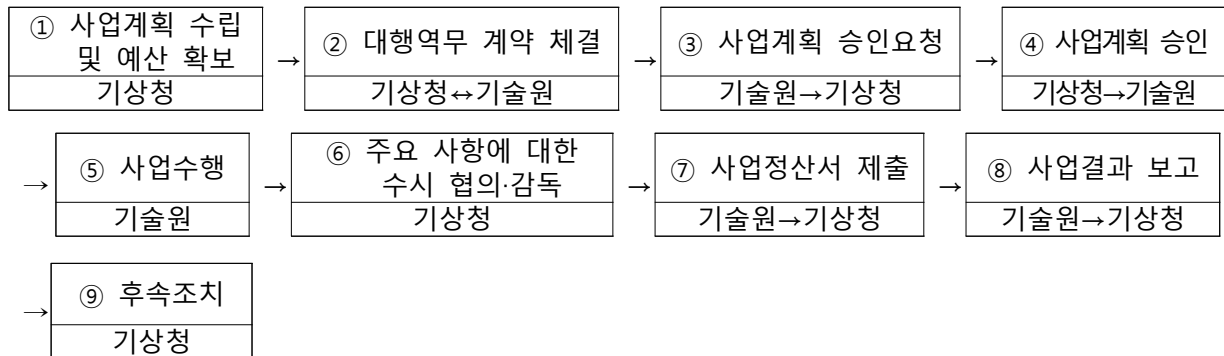 ① 사업계획 수립
및 예산 확보
기상청
→
② 대행역무 계약 체결
기상청↔기술원
→
③ 사업계획 승인요청
기술원→기상청
→
④ 사업계획 승인
기상청→기술원
→
⑤ 사업수행
기술원
→
⑥ 주요 사항에 대한
수시 협의·감독
기상청
→
⑦ 사업정산서 제출
기술원→기상청
→
⑧ 사업결과 보고
기술원→기상청
→
⑨ 후속조치
기상청